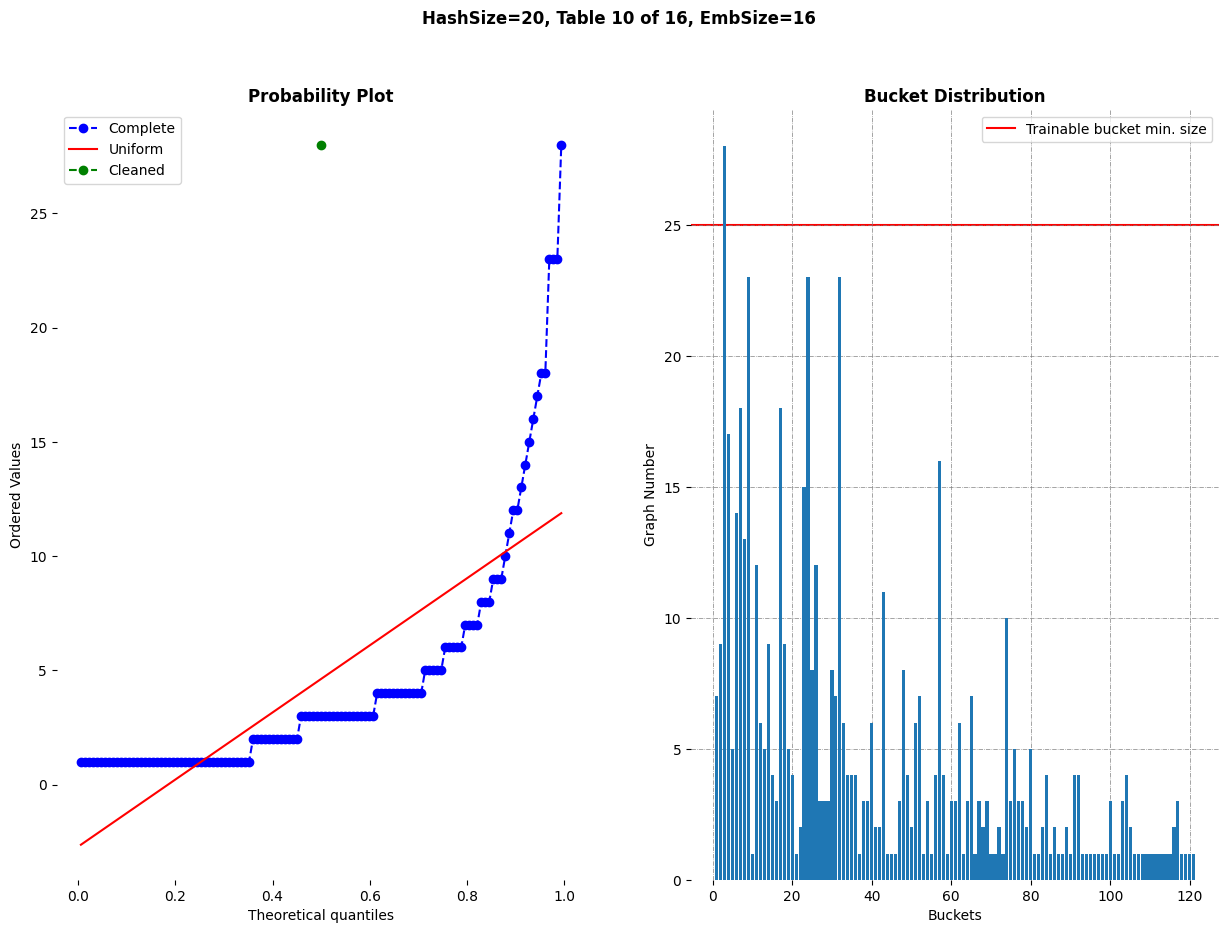 HashSize=20, Table 10 of 16, EmbSize=16
Probability Plot
Complete
Uniform
Cleaned
25
20
15
10
5
0
Ordered Values
0.0 0.2 0.4 0.6 0.8 1.0
Theoretical quantiles
Bucket Distribution
Trainable bucket min. size
25
20
15
10
5
0
Graph Number
0 20 40 60 80 100 120
Buckets